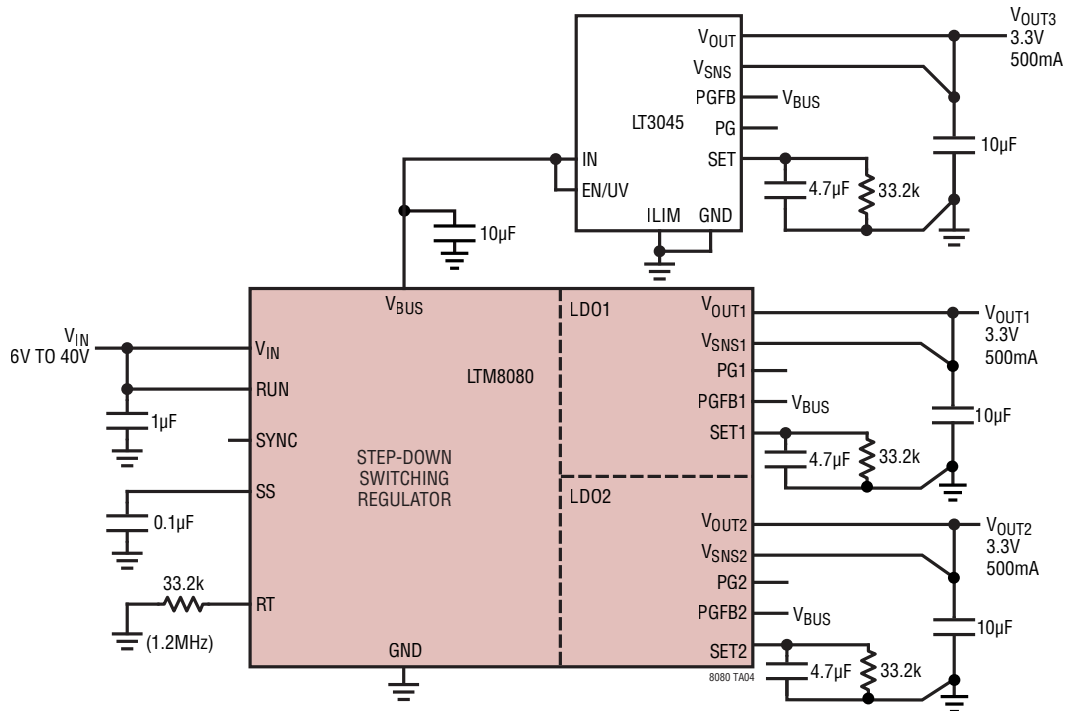 VOUT3
3.3V
500mA
VOUT
VSNS
PGFB
VBUS
LT3045
PG
IN
SET
EN/UV
4.7µF
33.2k
10µF
ILIM
GND
10µF
VBUS
LDO1
VOUT1
VOUT1
3.3V
500mA
VIN
6V TO 40V
VIN
VSNS1
LTM8080
PG1
RUN
PGFB1
VBUS
1µF
10µF
SYNC
SET1
STEP-DOWN
SWITCHING
REGULATOR
4.7µF
33.2k
SS
LDO2
0.1µF
VOUT2
VOUT2
3.3V
500mA
VSNS2
PG2
33.2k
RT
PGFB2
VBUS
10µF
(1.2MHz)
GND
SET2
4.7µF
33.2k
8080 TA04